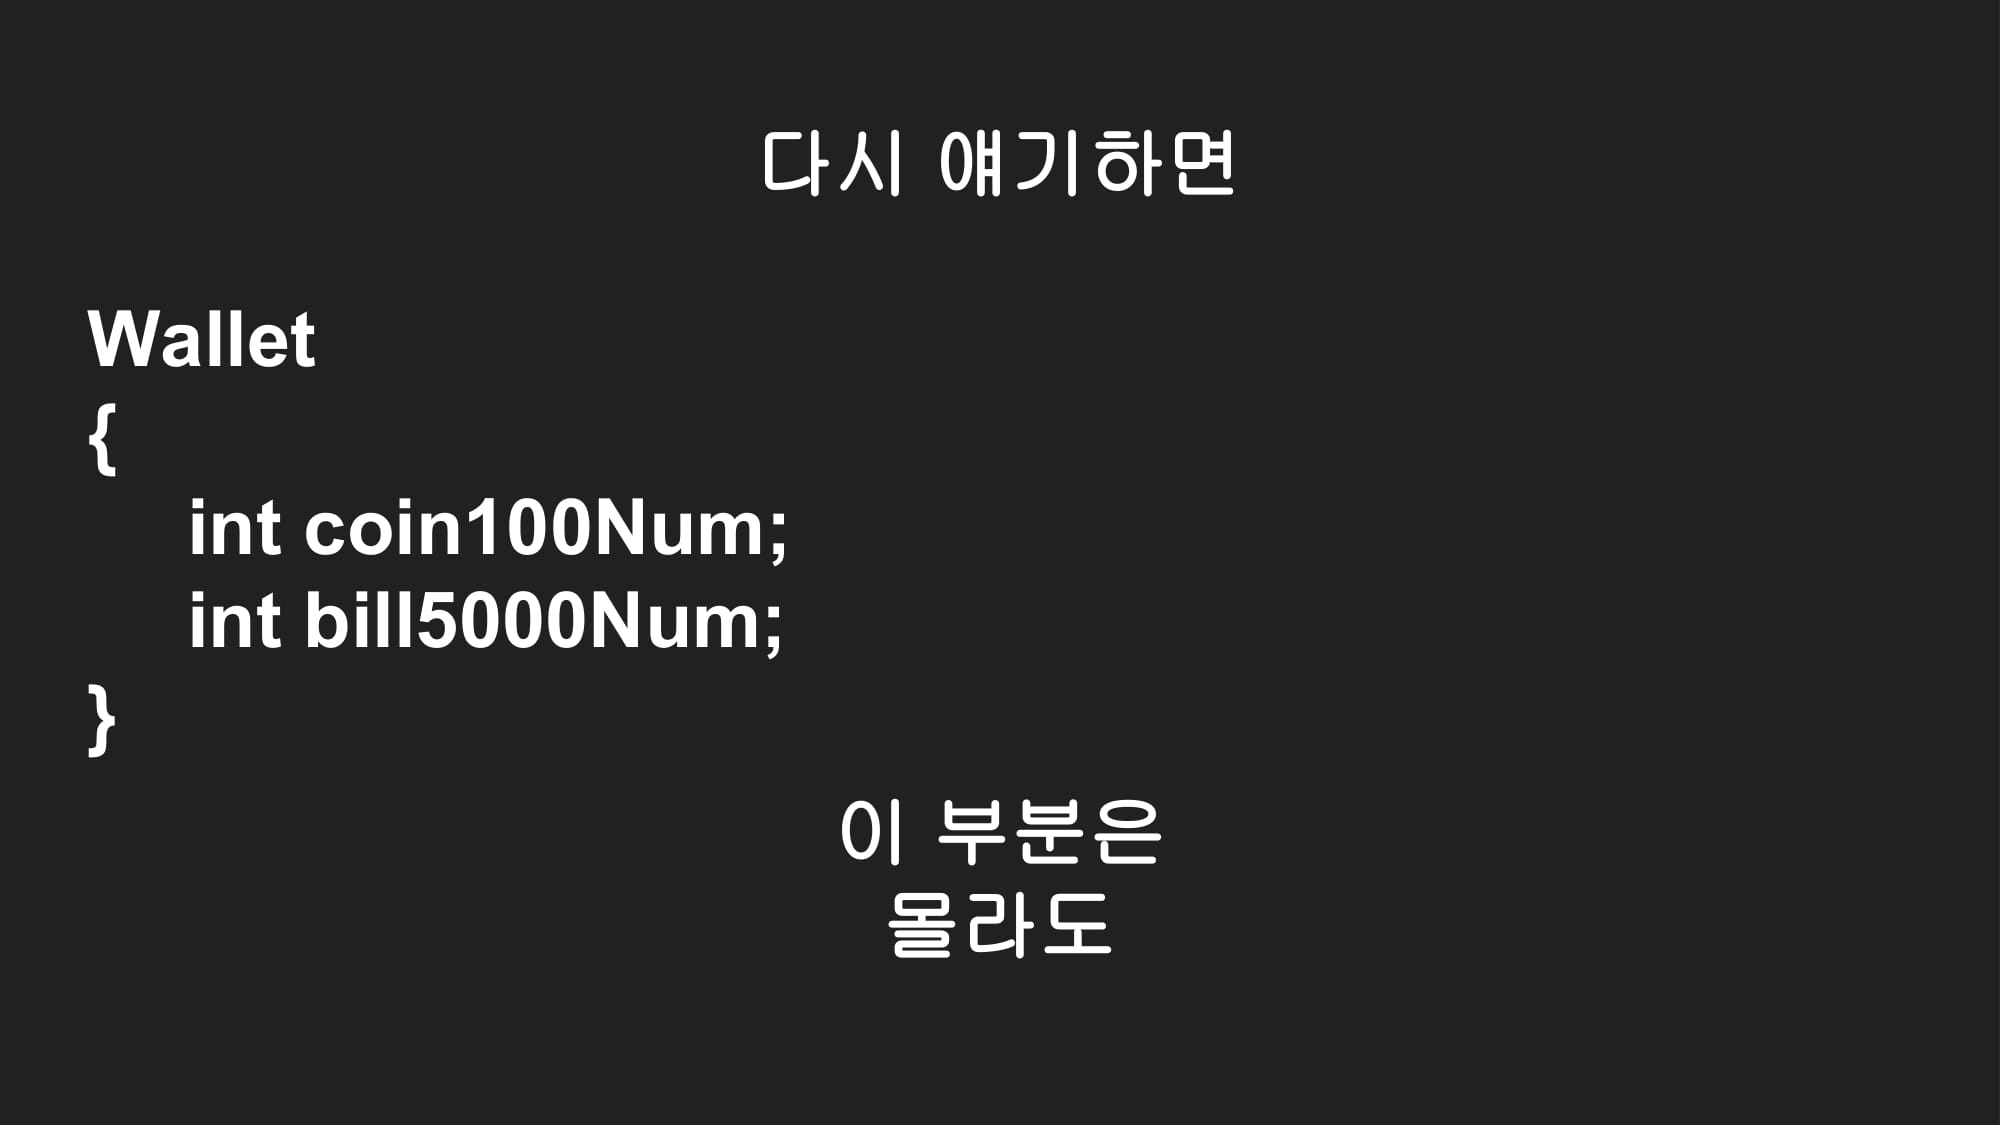 다시 얘기하면
Wallet
{
int coin100Num;
int bill5000Num;
}
이 부분은
몰라도